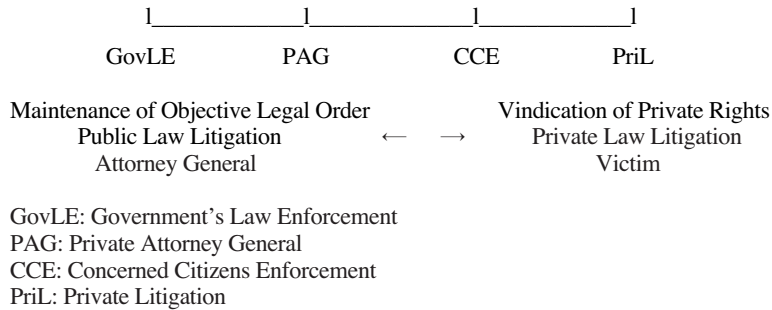 l______________l_______________l______________l
GovLE PAG CCE PriL
Maintenance of Objective Legal Order Vindication of Private Rights
Public Law Litigation ← → Private Law Litigation
Attorney General Victim
GovLE: Government’s Law Enforcement
PAG: Private Attorney General
CCE: Concerned Citizens Enforcement
PriL: Private Litigation